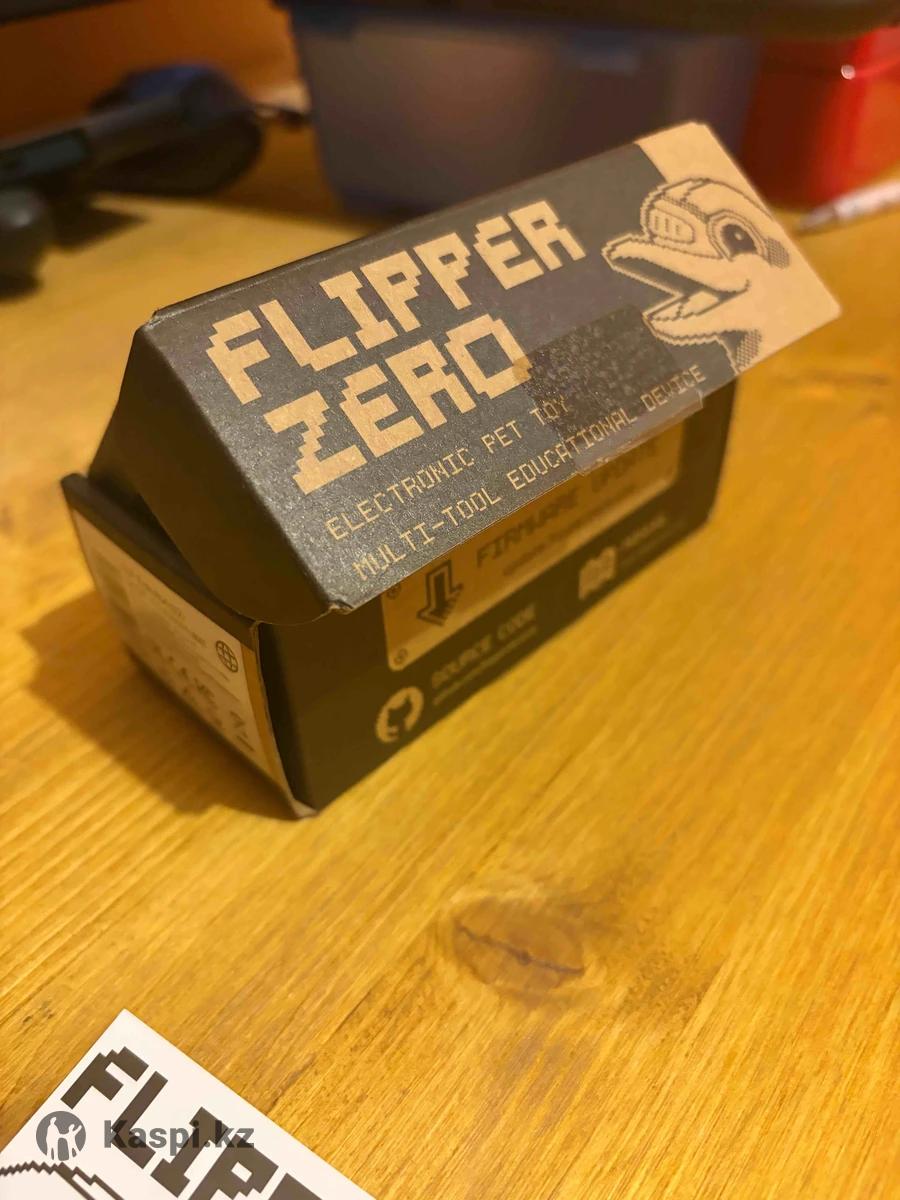 FLIPPER
ZERO
ELECTRONIC PET TOY
MULTI-TOOL EDUCATIONAL DEVICE
FIRMWARE UPDATE
SOURCE CODE
FLIP
Kaspi.kz